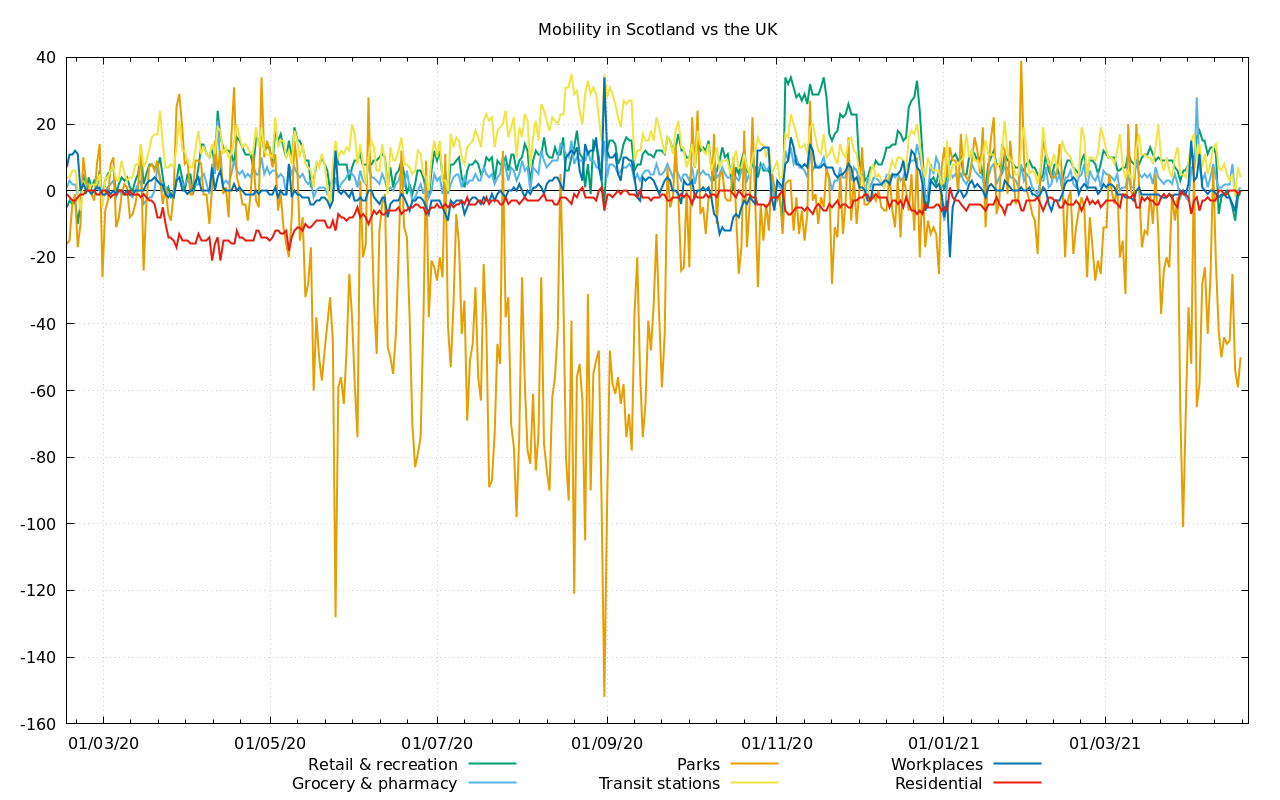 Mobility in Scotland vs the UK
40
20
0
-20
-40
-60
-80
-100
-120
-140
-160
01/03/20 01/05/20 01/07/20 01/09/20 01/11/20 01/01/21 01/03/21
Retail & recreation Parks Workplaces
Grocery & pharmacy Transit stations Residential